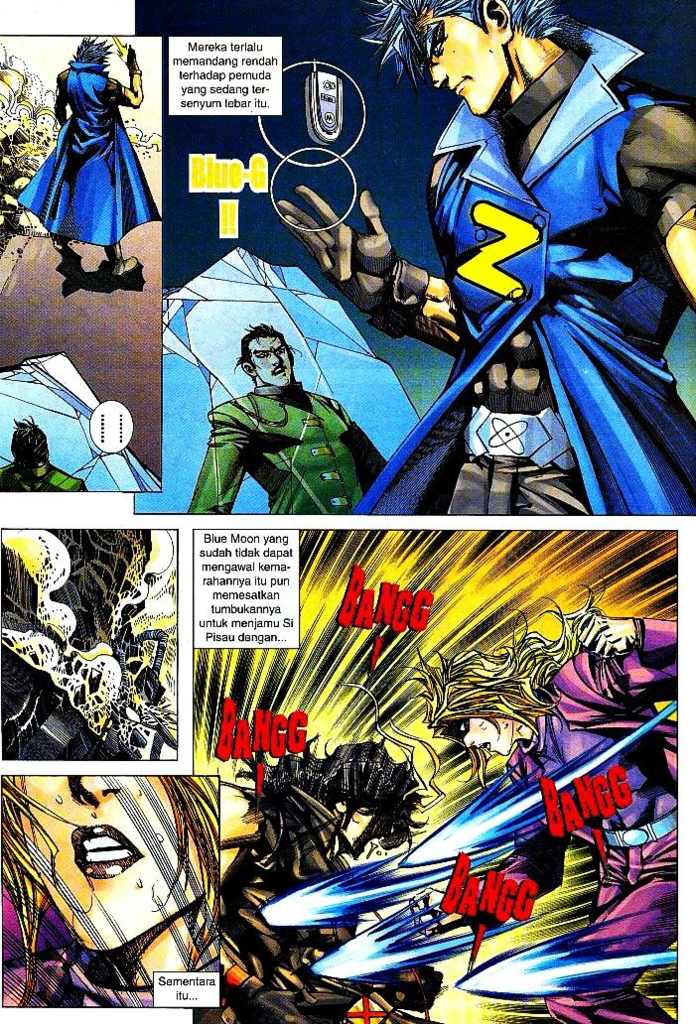 Mereka terlalu
memandang rendah
terhadap pemuda
yang sedang ter-
senyum lebar itu.
Blue-G
!!
Z
......
Blue Moon yang
sudah tidak dapat
mengawal kema-
rahannya itu pun
memesatkan
tumbukannya
untuk menjamu Si
Pisau dengan...
BANGG
!
BANGG
!
BANGG
!
BANGG
!
Sementara
itu...